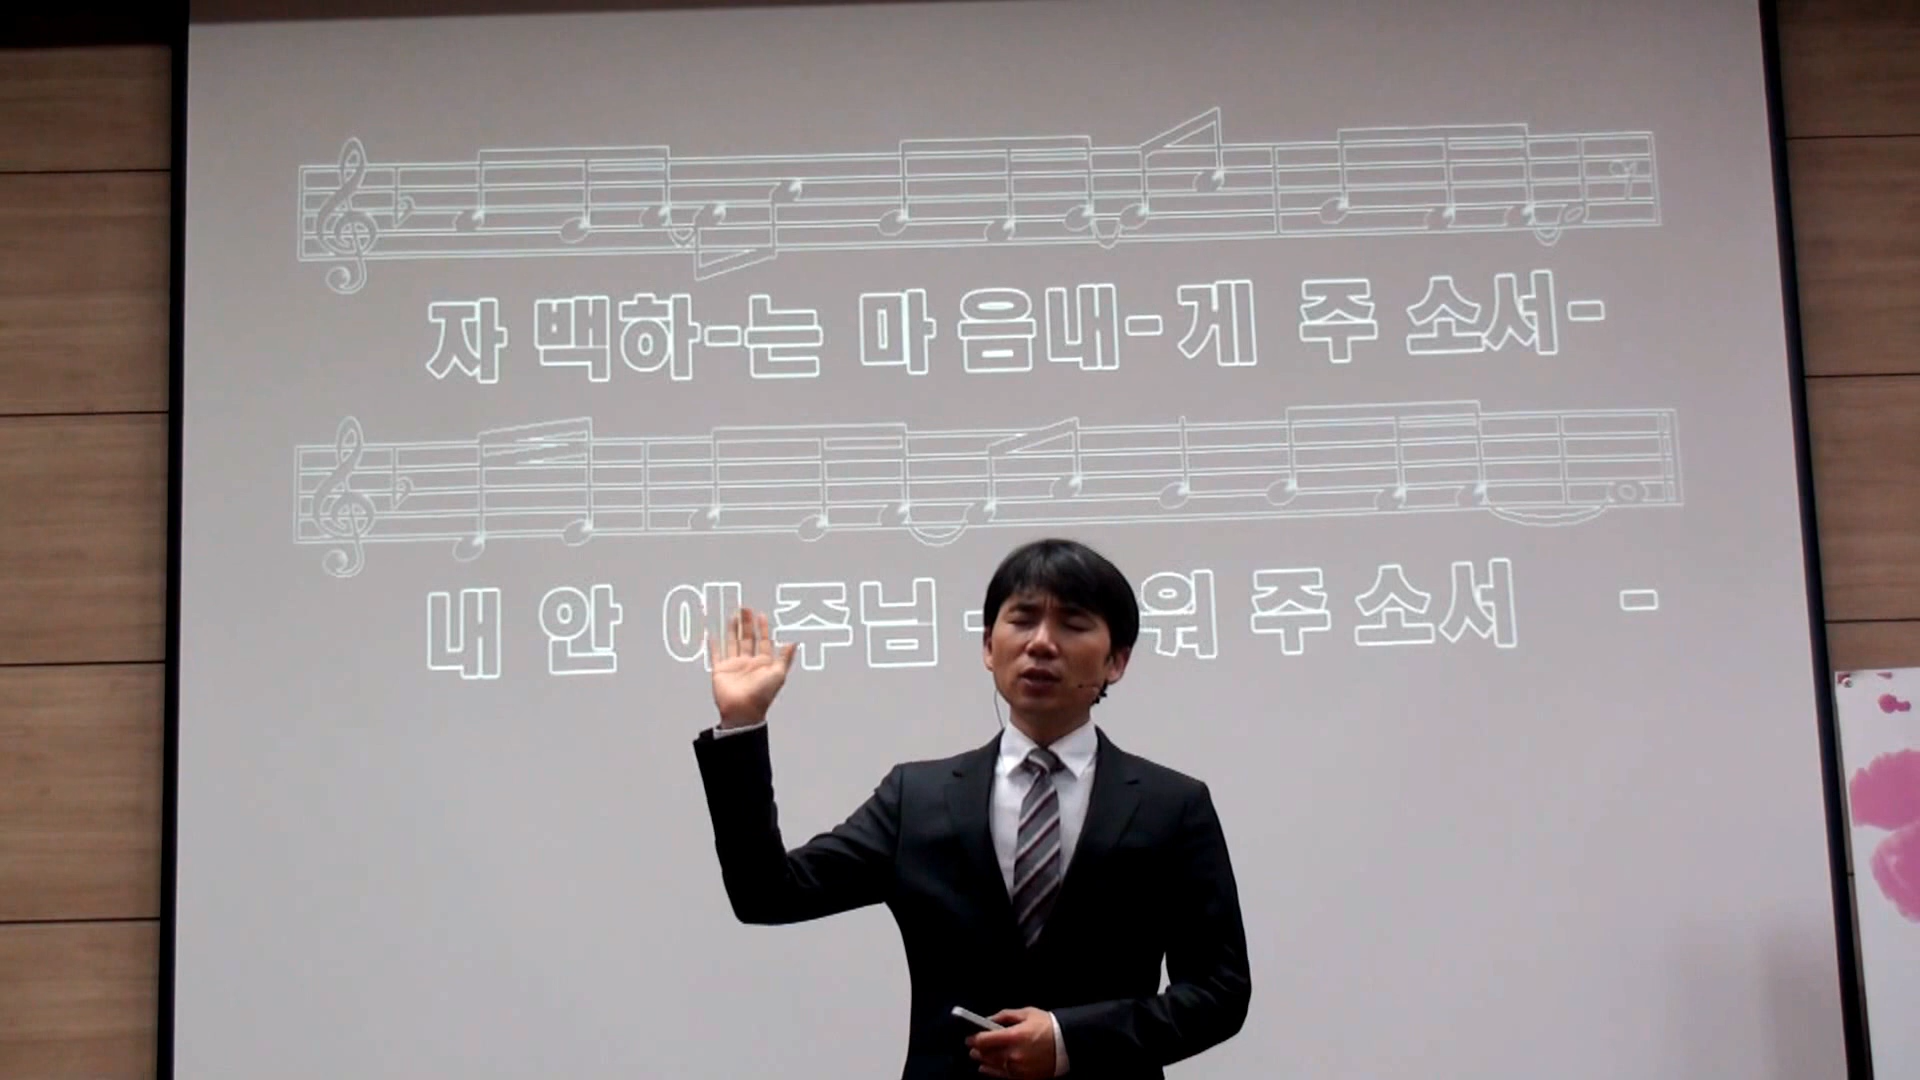 자 백하-는 마 음내-게 주 소서-
내 안 에 주님 - 워 주 소서 -